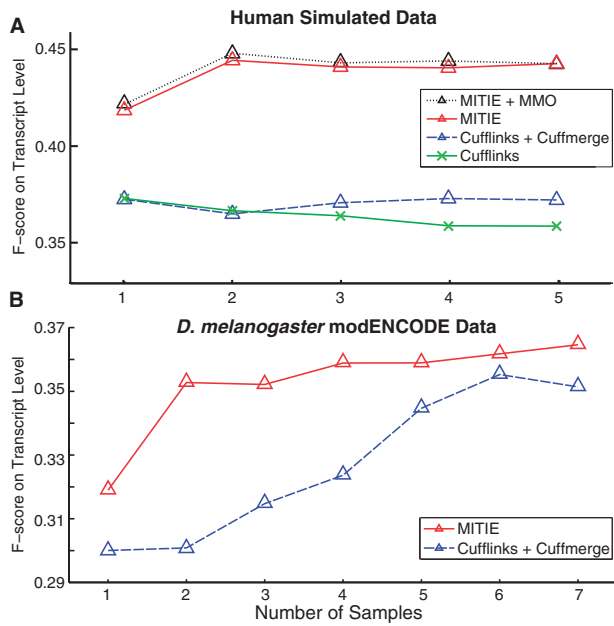 A
Human Simulated Data
F-score on Transcript Level
0.45
0.40
0.35
MITIE + MMO
MITIE
Cufflinks + Cuffmerge
Cufflinks
1 2 3 4 5
B
D. melanogaster modENCODE Data
F-score on Transcript Level
0.37
0.35
0.33
0.31
0.29
MITIE
Cufflinks + Cuffmerge
1 2 3 4 5 6 7
Number of Samples